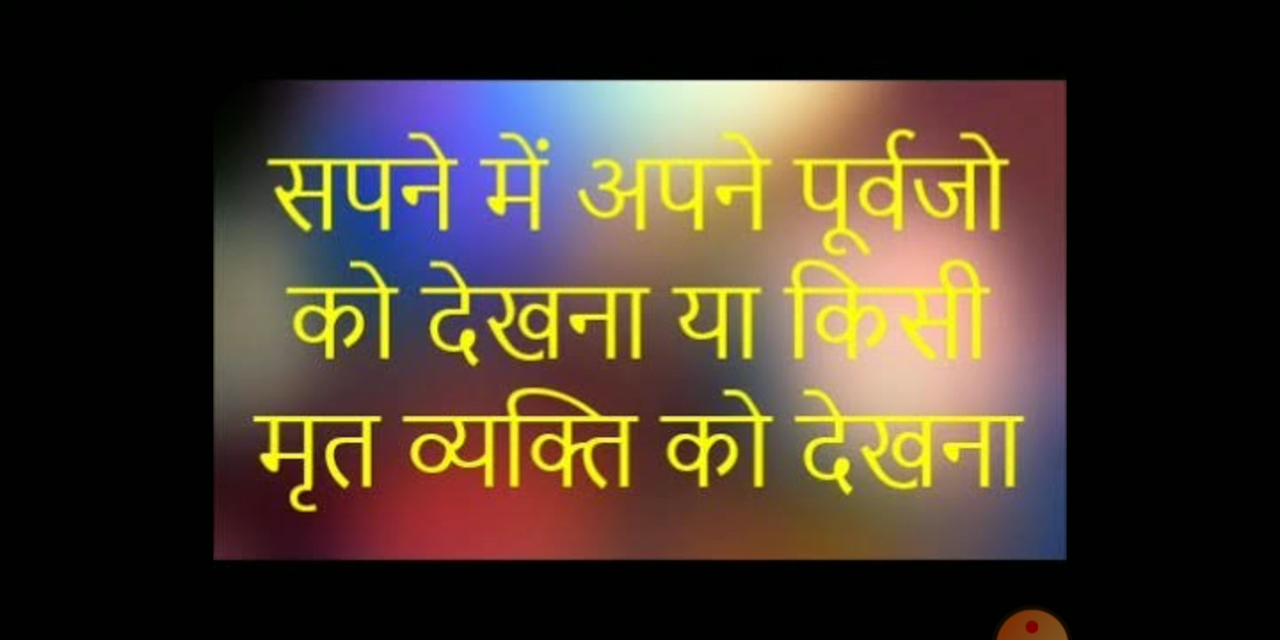 सपने में अपने पूर्वजो
को देखना या किसी
मृत व्यक्ति को देखना